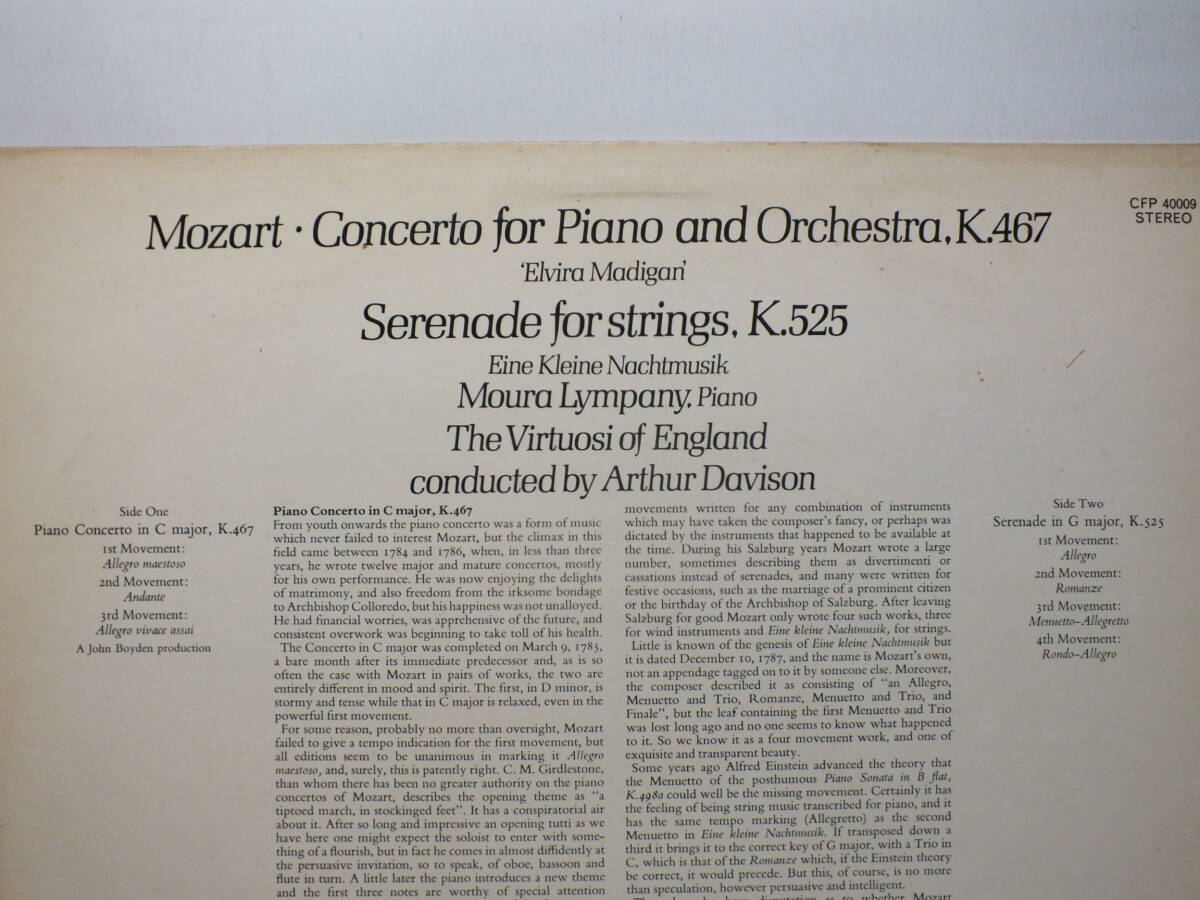 CFP 40009
STEREO
Mozart · Concerto for Piano and Orchestra, K.467
'Elvira Madigan'
Serenade for strings, K.525
Eine Kleine Nachtmusik
Moura Lympany, Piano
The Virtuosi of England
conducted by Arthur Davison
Side One
Piano Concerto in C major, K.467
1st Movement:
Allegro maestoso
2nd Movement:
Andante
3rd Movement:
Allegro vivace assai
A John Boyden production
Piano Concerto in C major, K.467
From youth onwards the piano concerto was a form of music
which never failed to interest Mozart, but the climax in this
field came between 1784 and 1786, when, in less than three
years, he wrote twelve major and mature concertos, mostly
for his own performance. He was now enjoying the delights
of matrimony, and also freedom from the irksome bondage
to Archbishop Colloredo, but his happiness was not unalloyed.
He had financial worries, was apprehensive of the future, and
consistent overwork was beginning to take toll of his health.
The Concerto in C major was completed on March 9, 1785,
a bare month after its immediate predecessor and, as is so
often the case with Mozart in pairs of works, the two are
entirely different in mood and spirit. The first, in D minor, is
stormy and tense while that in C major is relaxed, even in the
powerful first movement.
For some reason, probably no more than oversight, Mozart
failed to give a tempo indication for the first movement, but
all editions seem to be unanimous in marking it Allegro
maestoso, and, surely, this is patently right. C. M. Girdlestone,
than whom there has been no greater authority on the piano
concertos of Mozart, describes the opening theme as "a
tiptoed march, in stockinged feet". It has a conspiratorial air
about it. After so long and impressive an opening tutti as we
have here one might expect the soloist to enter with some-
thing of a flourish, but in fact he comes in almost diffidently at
the persuasive invitation, so to speak, of oboe, bassoon and
flute in turn. A little later the piano introduces a new theme
and the first three notes are worthy of special attention
movements written for any combination of instruments
which may have taken the composer's fancy, or perhaps was
dictated by the instruments that happened to be available at
the time. During his Salzburg years Mozart wrote a large
number, sometimes describing them as divertimenti or
cassations instead of serenades, and many were written for
festive occasions, such as the marriage of a prominent citizen
or the birthday of the Archbishop of Salzburg. After leaving
Salzburg for good Mozart only wrote four such works, three
for wind instruments and Eine kleine Nachtmusik, for strings.
Little is known of the genesis of Eine kleine Nachtmusik but
it is dated December 10, 1787, and the name is Mozart's own,
not an appendage tagged on to it by someone else. Moreover,
the composer described it as consisting of "an Allegro,
Menuetto and Trio, Romanze, Menuetto and Trio, and
Finale", but the leaf containing the first Menuetto and Trio
was lost long ago and no one seems to know what happened
to it. So we know it as a four movement work, and one of
exquisite and transparent beauty.
Some years ago Alfred Einstein advanced the theory that
the Menuetto of the posthumous Piano Sonata in B flat,
K.498a could well be the missing movement. Certainly it has
the feeling of being string music transcribed for piano, and it
has the same tempo marking (Allegretto) as the second
Menuetto in Eine kleine Nachtmusik. If transposed down a
third it brings it to the correct key of G major, with a Trio in
C, which is that of the Romanze which, if the Einstein theory
be correct, it would precede. But this, of course, is no more
than speculation, however persuasive and intelligent.
Side Two
Serenade in G major, K.525
1st Movement:
Allegro
2nd Movement:
Romanze
3rd Movement:
Menuetto–Allegretto
4th Movement:
Rondo–Allegro